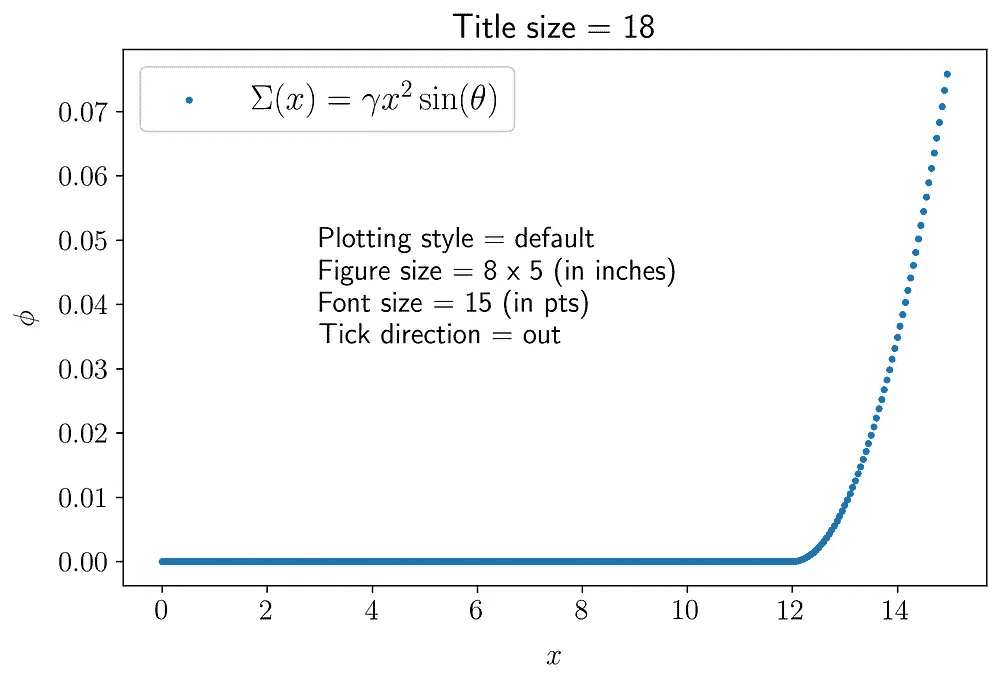 Title size = 18
Σ(x) = γx² sin(θ)
0.07
0.06
0.05
0.04
0.03
0.02
0.01
0.00
ϕ
Plotting style = default
Figure size = 8 x 5 (in inches)
Font size = 15 (in pts)
Tick direction = out
0 2 4 6 8 10 12 14
x